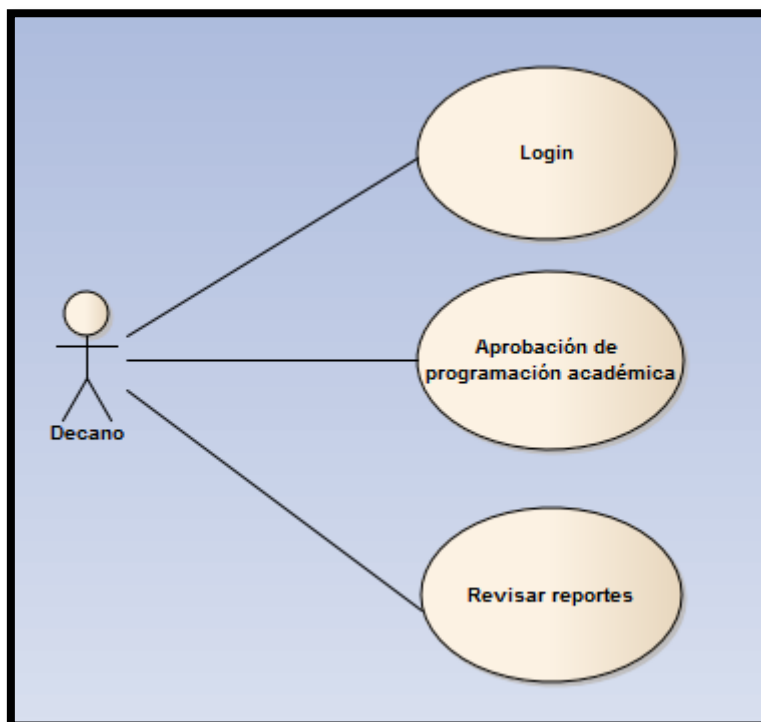 Login
Aprobación de
programación académica
Decano
Revisar reportes